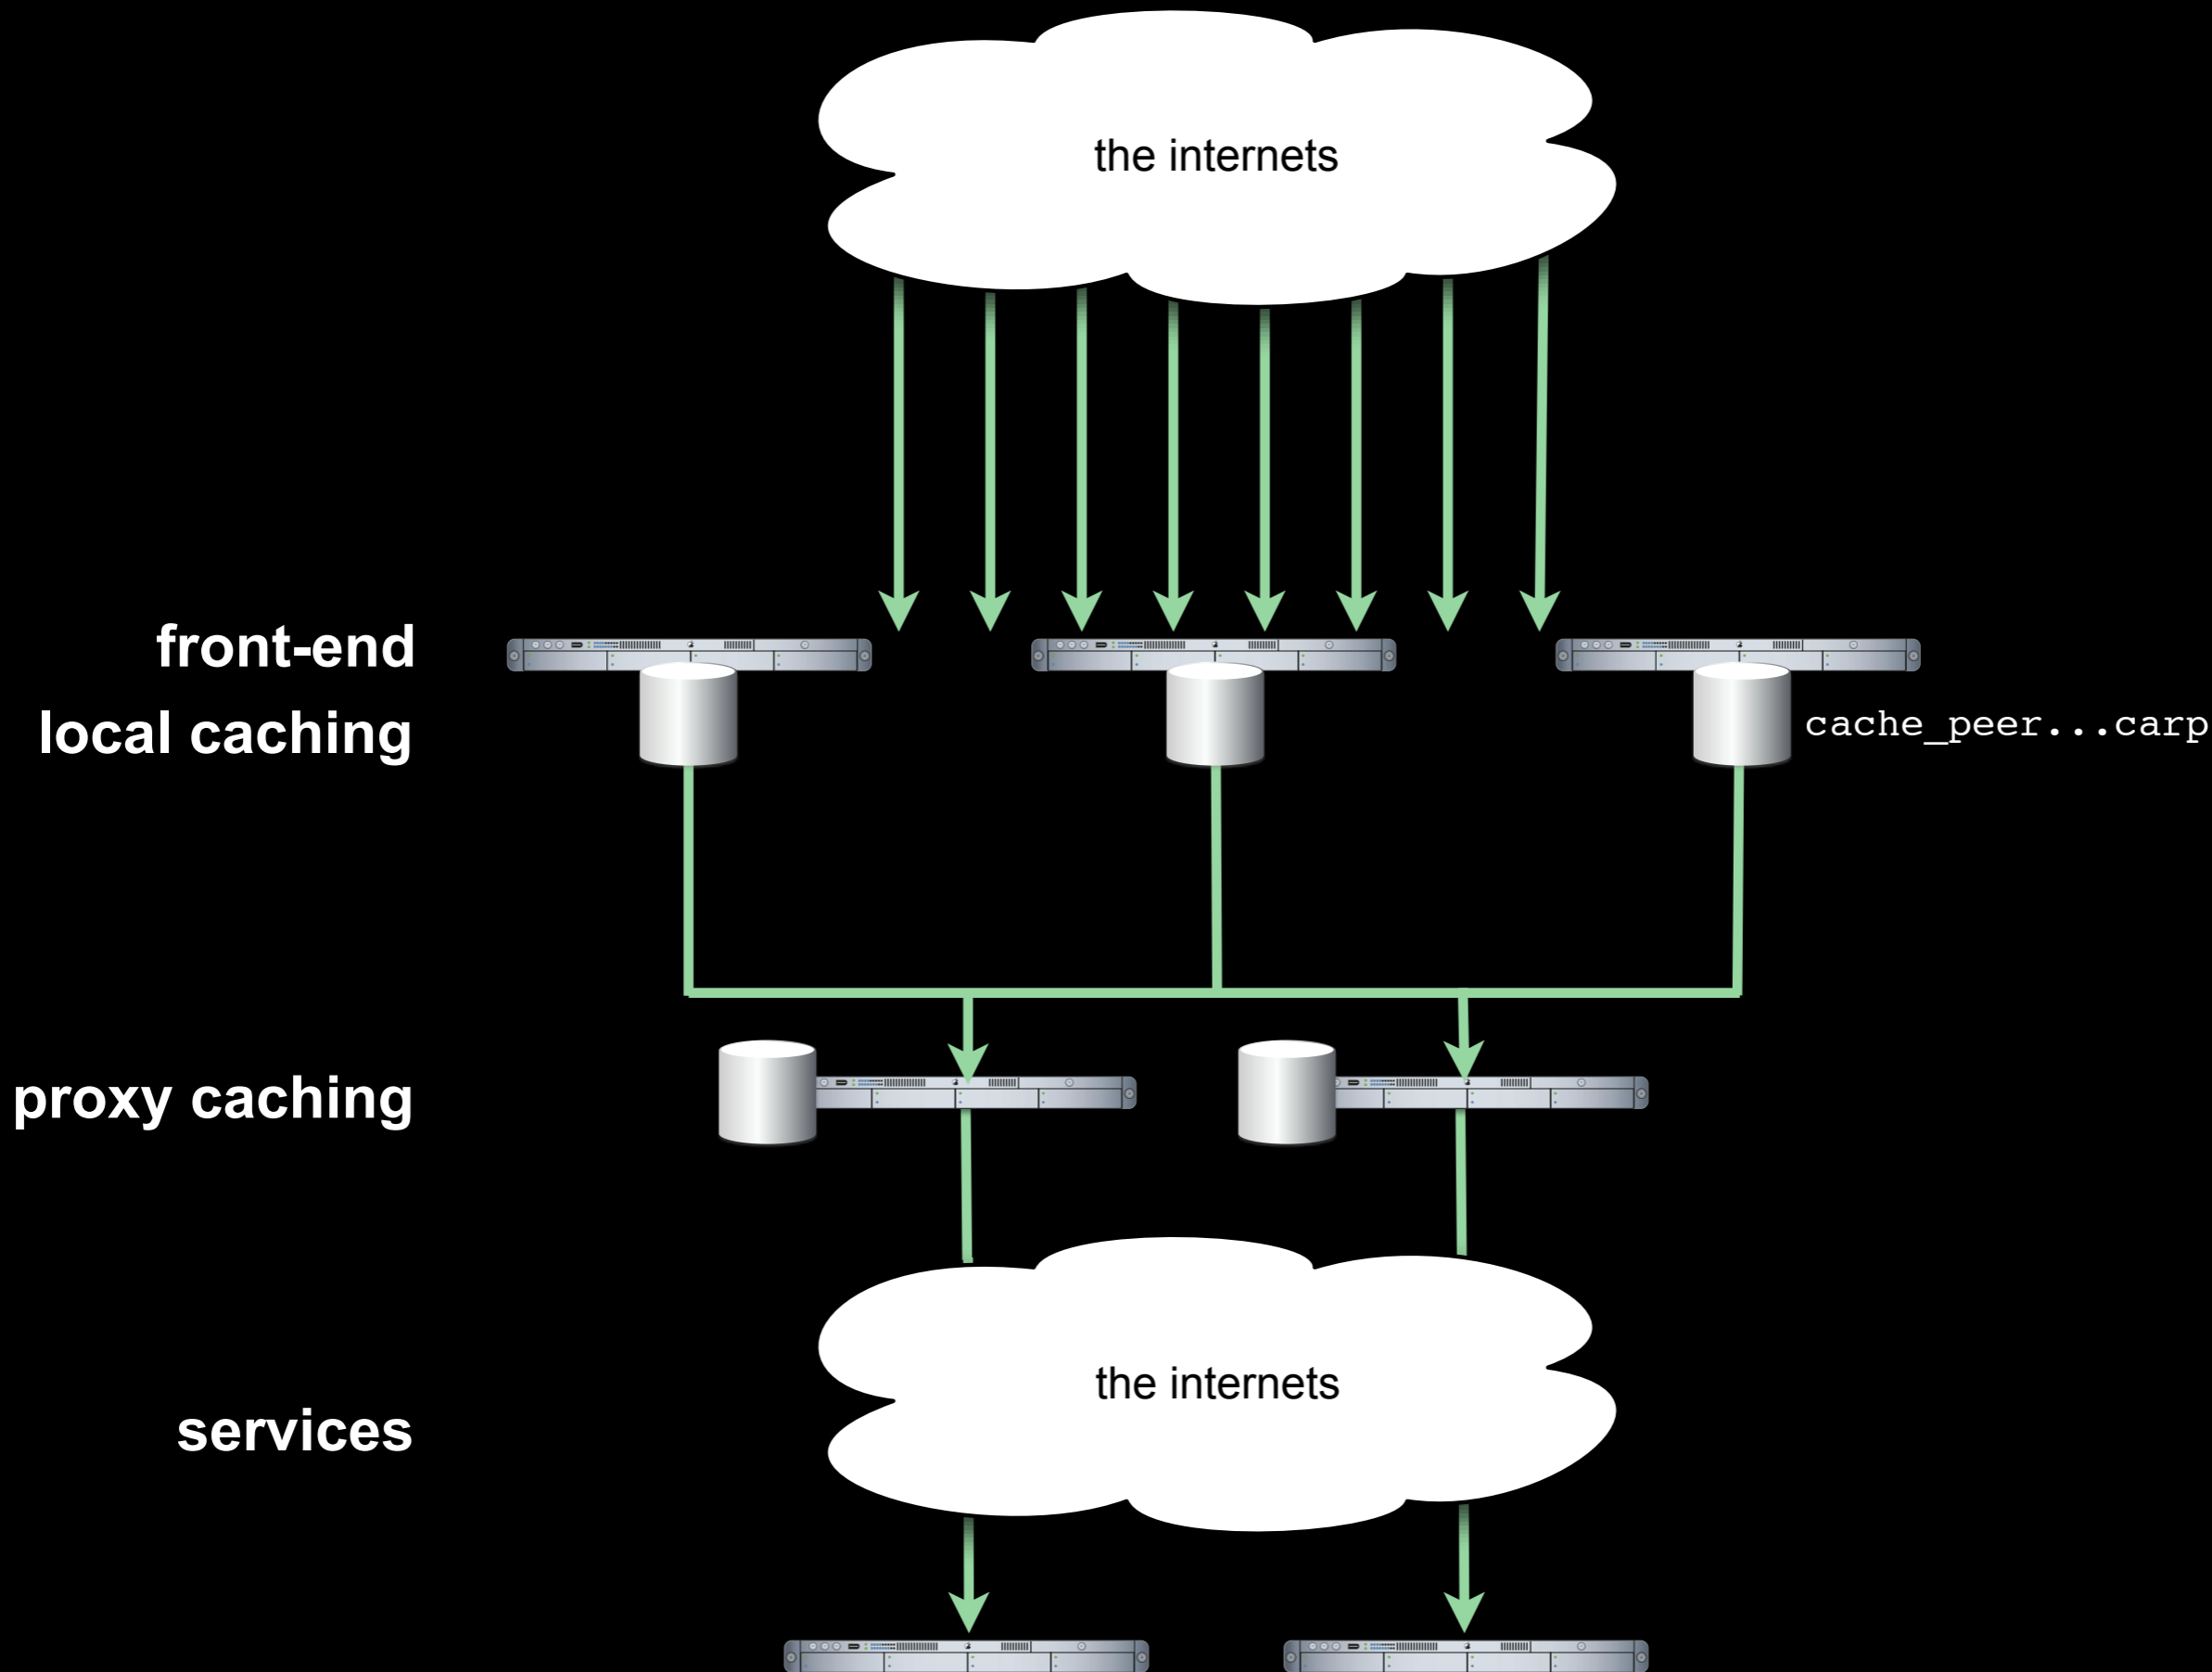 the internets
front-end
local caching
cache_peer...carp
proxy caching
the internets
services